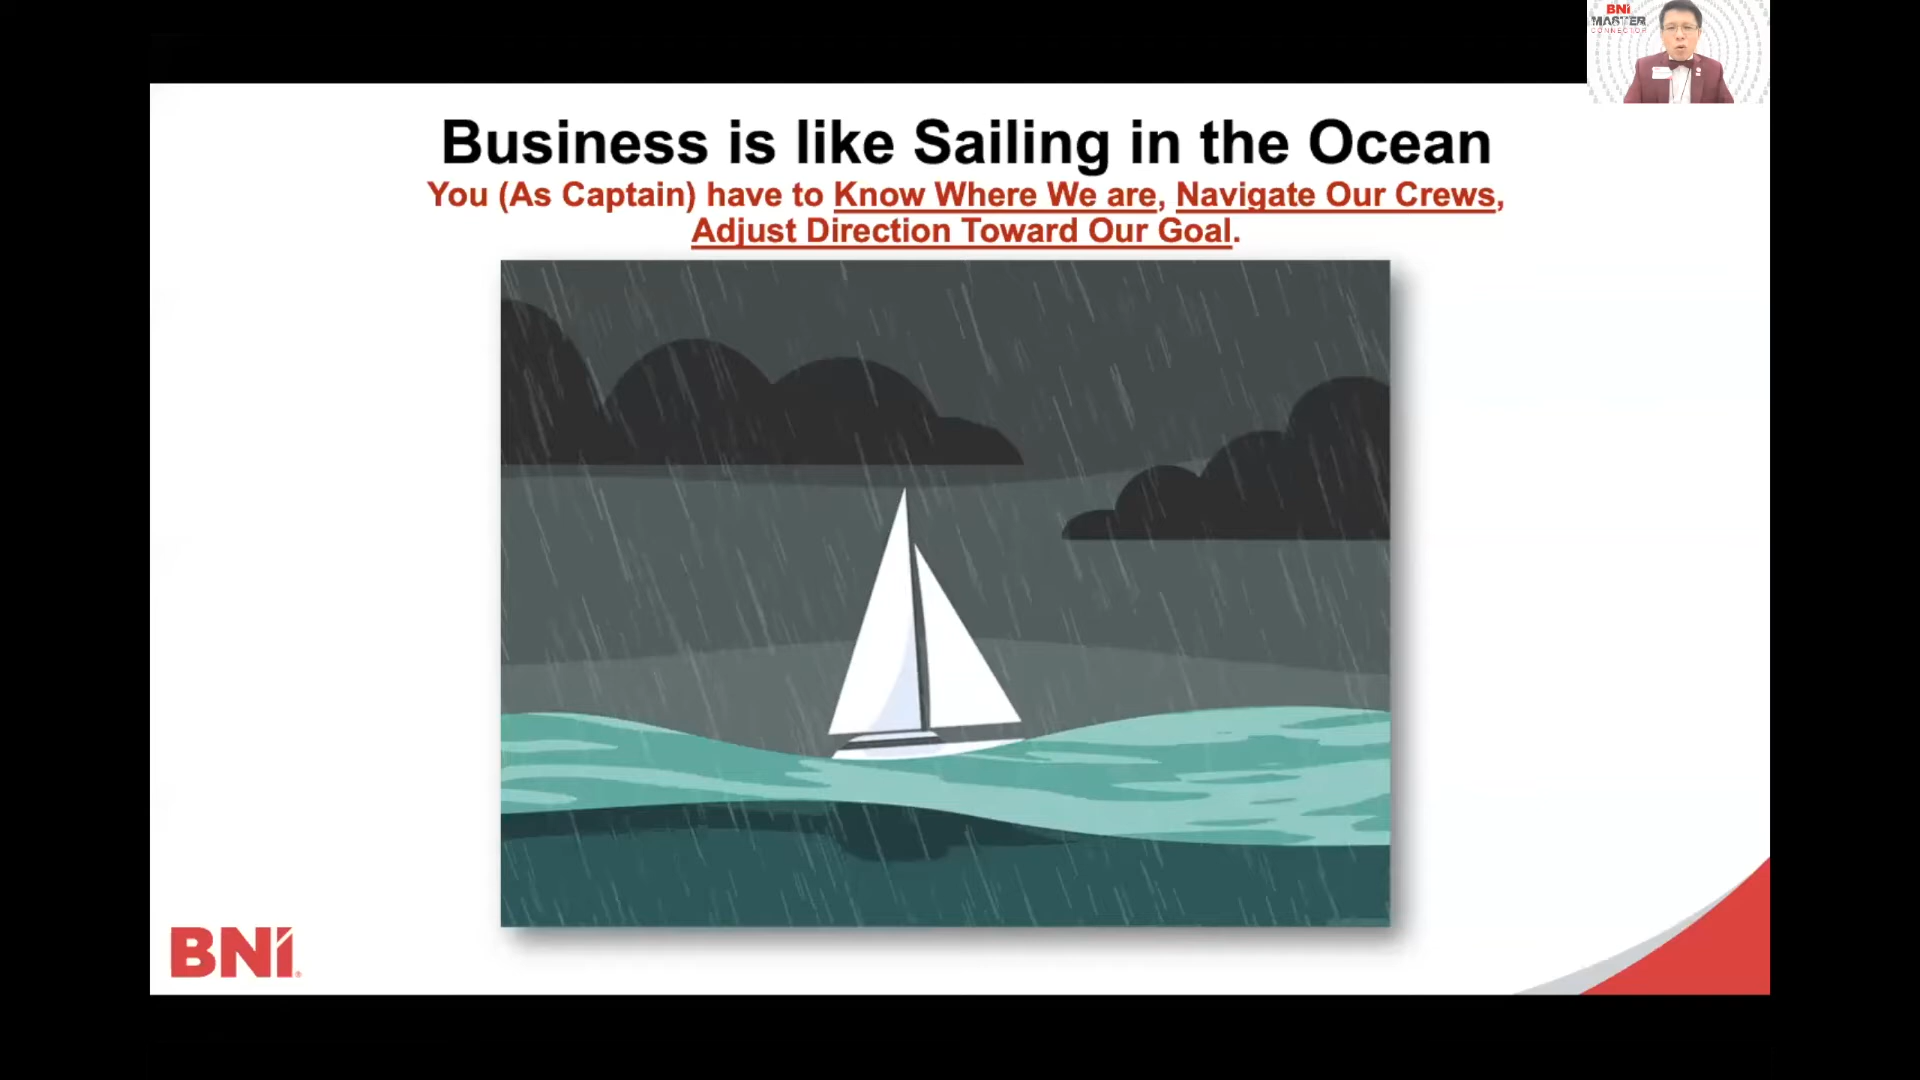 BNI
MASTER
CONNECTOR
Business is like Sailing in the Ocean
You (As Captain) have to Know Where We are, Navigate Our Crews,
Adjust Direction Toward Our Goal.
BNI®